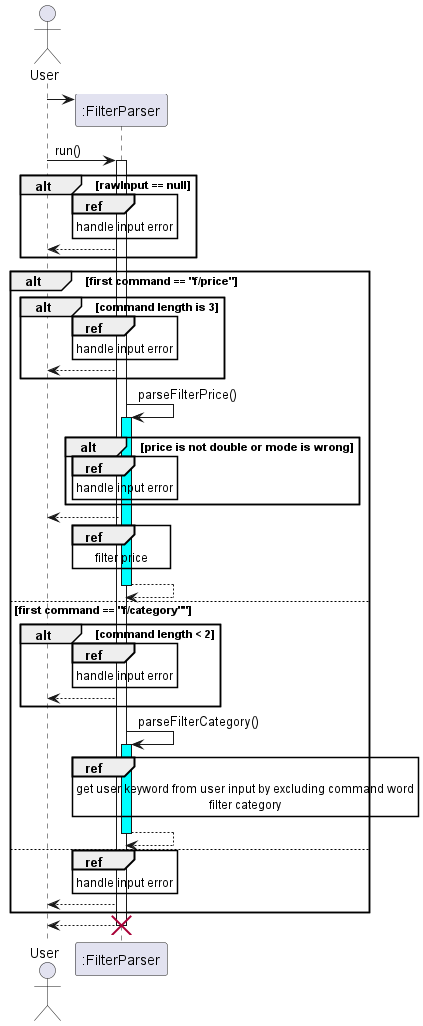 User
:FilterParser
run()
alt [rawInput == null]
ref
handle input error
alt [first command == "f/price"]
alt [command length is 3]
ref
handle input error
parseFilterPrice()
alt [price is not double or mode is wrong]
ref
handle input error
ref
filter price
[first command == "f/category""]
alt [command length < 2]
ref
handle input error
parseFilterCategory()
ref
get user keyword from user input by excluding command word
filter category
ref
handle input error
User
:FilterParser